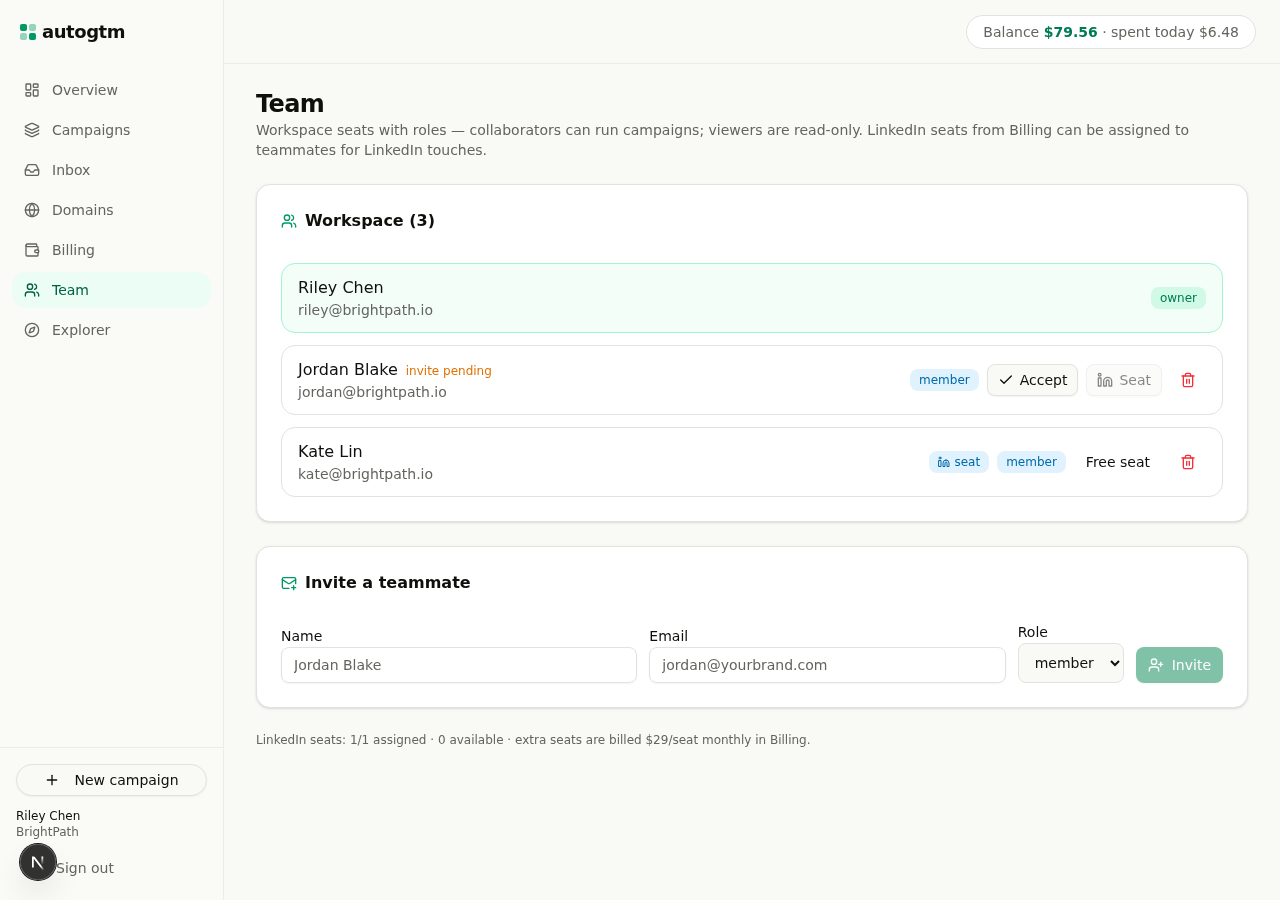 autogtm
Balance $79.56 · spent today $6.48
Overview
Campaigns
Inbox
Domains
Billing
Team
Explorer
Team
Workspace seats with roles — collaborators can run campaigns; viewers are read-only. LinkedIn seats from Billing can be assigned to
teammates for LinkedIn touches.
Workspace (3)
Riley Chen
riley@brightpath.io
owner
Jordan Blake invite pending
jordan@brightpath.io
member Accept Seat
Kate Lin
kate@brightpath.io
seat member Free seat
Invite a teammate
Name
Jordan Blake
Email
jordan@yourbrand.com
Role
member
Invite
LinkedIn seats: 1/1 assigned · 0 available · extra seats are billed $29/seat monthly in Billing.
New campaign
Riley Chen
BrightPath
N
Sign out